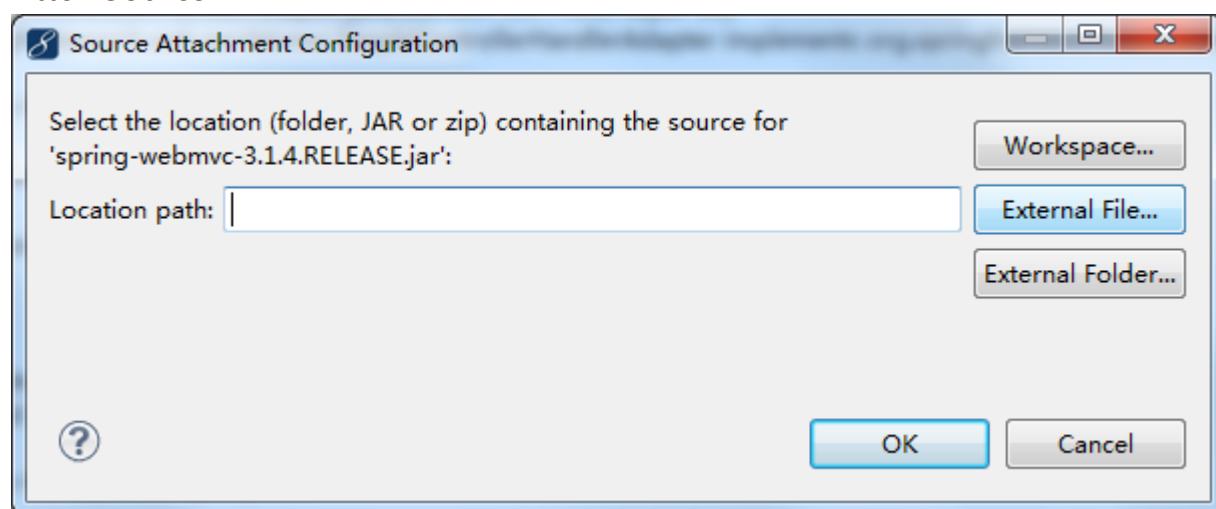 Source Attachment Configuration
Select the location (folder, JAR or zip) containing the source for
'spring-webmvc-3.1.4.RELEASE.jar':
Workspace...
Location path:
External File...
External Folder...
?
OK
Cancel